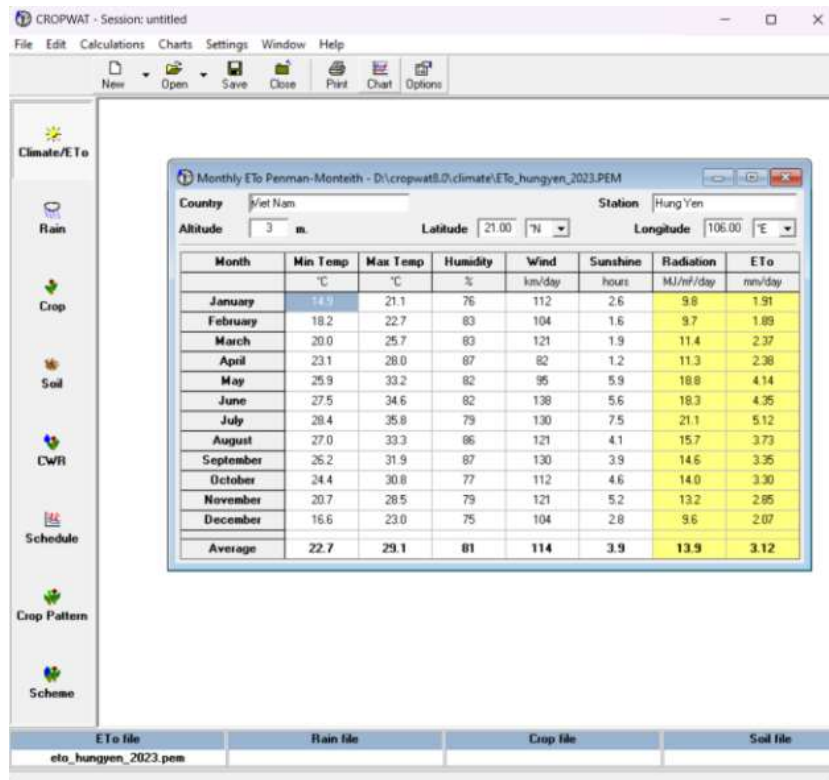 CROPWAT - Session: untitled
File Edit Calculations Charts Settings Window Help
New Open Save Close Print Chart Options
Climate/ETo
Rain
Crop
Soil
CWR
Schedule
Crop Pattern
Scheme
Monthly ETo Penman-Monteith - D:\cropwat8.0\climate\ETo_hungyen_2023.PEM
Country Viet Nam Station Hung Yen
Altitude 3 m. Latitude 21.00 °N Longitude 106.00 °E
Month Min Temp Max Temp Humidity Wind Sunshine Radiation ETo
°C °C % km/day hours MJ/m²/day mm/day
January 14.9 21.1 76 112 2.6 9.8 1.91
February 18.2 22.7 83 104 1.6 9.7 1.89
March 20.0 25.7 83 121 1.9 11.4 2.37
April 23.1 28.0 87 82 1.2 11.3 2.38
May 25.9 33.2 82 95 5.9 18.8 4.14
June 27.5 34.6 82 138 5.6 18.3 4.35
July 28.4 35.8 79 130 7.5 21.1 5.12
August 27.0 33.3 86 121 4.1 15.7 3.73
September 26.2 31.9 87 130 3.9 14.6 3.35
October 24.4 30.8 77 112 4.6 14.0 3.30
November 20.7 28.5 79 121 5.2 13.2 2.85
December 16.6 23.0 75 104 2.8 9.6 2.07
Average 22.7 29.1 81 114 3.9 13.9 3.12
ETo file Rain file Crop file Soil file
eto_hungyen_2023.pem